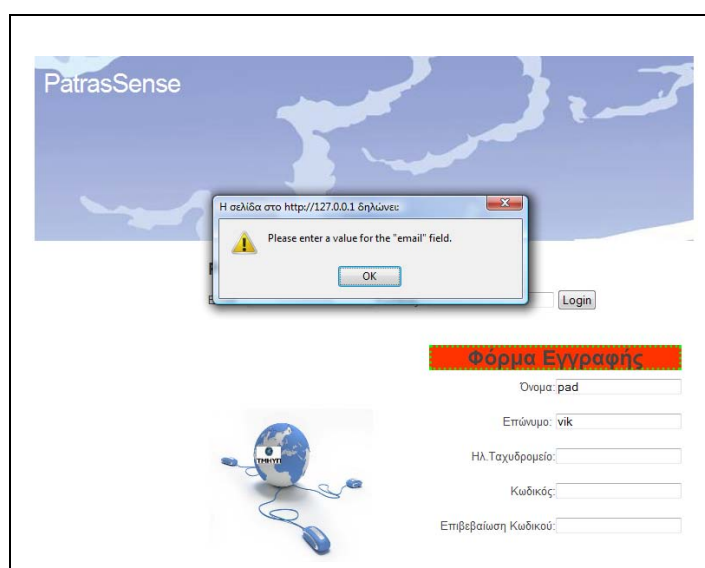 PatrasSense
Η σελίδα στο http://127.0.0.1 δηλώνει:
Please enter a value for the "email" field.
OK
Login
Φόρμα Εγγραφής
Όνομα: pad
Επώνυμο: vik
Ηλ.Ταχυδρομείο:
Κωδικός:
Επιβεβαίωση Κωδικού:
ΤΜΗΥΠ